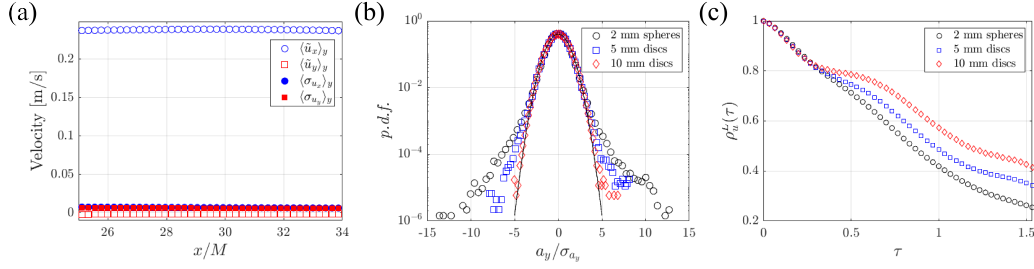 (a)
Velocity [m/s]
0.2
0.15
0.1
0.05
0
⟨ũ_x⟩_y
⟨ũ_y⟩_y
⟨σ_{u_x}⟩_y
⟨σ_{u_y}⟩_y
26 28 30 32 34
x/M
(b)
p.d.f.
10^0
10^{-2}
10^{-4}
10^{-6}
2 mm spheres
5 mm discs
10 mm discs
-15 -10 -5 0 5 10 15
a_y/σ_{a_y}
(c)
ρ_u^L(τ)
1
0.8
0.6
0.4
0.2
2 mm spheres
5 mm discs
10 mm discs
0 0.5 1 1.5
τ